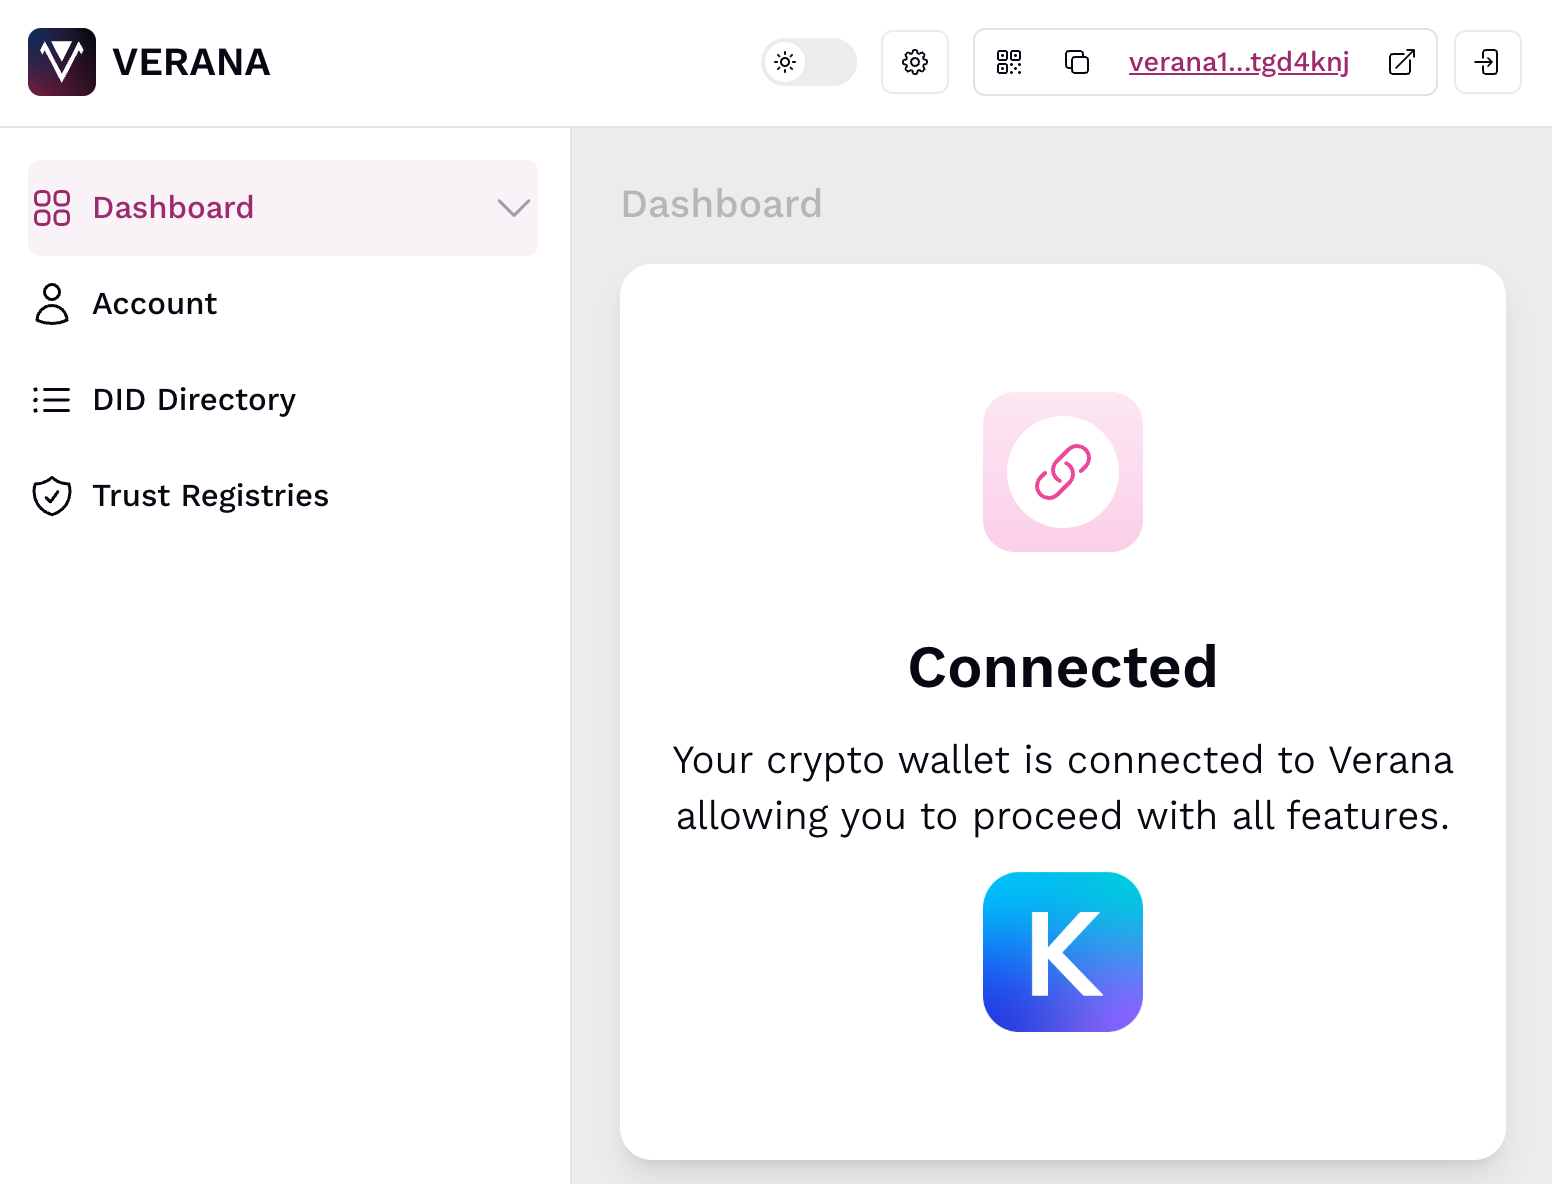 VERANA
verana1...tgd4knj
Dashboard
Account
DID Directory
Trust Registries
Dashboard
Connected
Your crypto wallet is connected to Verana
allowing you to proceed with all features.
K